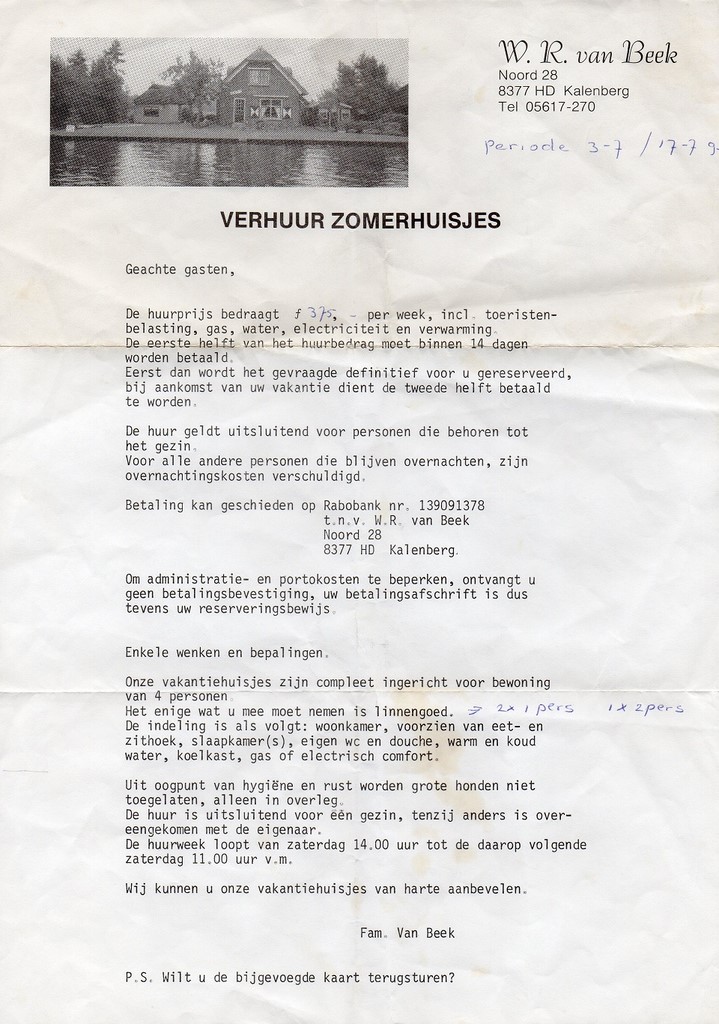 W. R. van Beek
Noord 28
8377 HD Kalenberg
Tel 05617-270
Periode 3-7 / 17-7 9
VERHUUR ZOMERHUISJES
Geachte gasten,
De huurprijs bedraagt f 375, - per week, incl. toeristen-
belasting, gas, water, electriciteit en verwarming.
De eerste helft van het huurbedrag moet binnen 14 dagen
worden betaald.
Eerst dan wordt het gevraagde definitief voor u gereserveerd,
bij aankomst van uw vakantie dient de tweede helft betaald
te worden.
De huur geldt uitsluitend voor personen die behoren tot
het gezin.
Voor alle andere personen die blijven overnachten, zijn
overnachtingskosten verschuldigd.
Betaling kan geschieden op Rabobank nr. 139091378
t.n.v. W.R. van Beek
Noord 28
8377 HD Kalenberg.
Om administratie- en portokosten te beperken, ontvangt u
geen betalingsbevestiging, uw betalingsafschrift is dus
tevens uw reserveringsbewijs.
Enkele wenken en bepalingen.
Onze vakantiehuisjes zijn compleet ingericht voor bewoning
van 4 personen.
Het enige wat u mee moet nemen is linnengoed. → 2x 1 pers 1x 2pers
De indeling is als volgt: woonkamer, voorzien van eet- en
zithoek, slaapkamer(s), eigen wc en douche, warm en koud
water, koelkast, gas of electrisch comfort.
Uit oogpunt van hygiëne en rust worden grote honden niet
toegelaten, alleen in overleg.
De huur is uitsluitend voor één gezin, tenzij anders is over-
eengekomen met de eigenaar.
De huurweek loopt van zaterdag 14.00 uur tot de daarop volgende
zaterdag 11.00 uur v.m.
Wij kunnen u onze vakantiehuisjes van harte aanbevelen.
Fam. Van Beek
P.S. Wilt u de bijgevoegde kaart terugsturen?